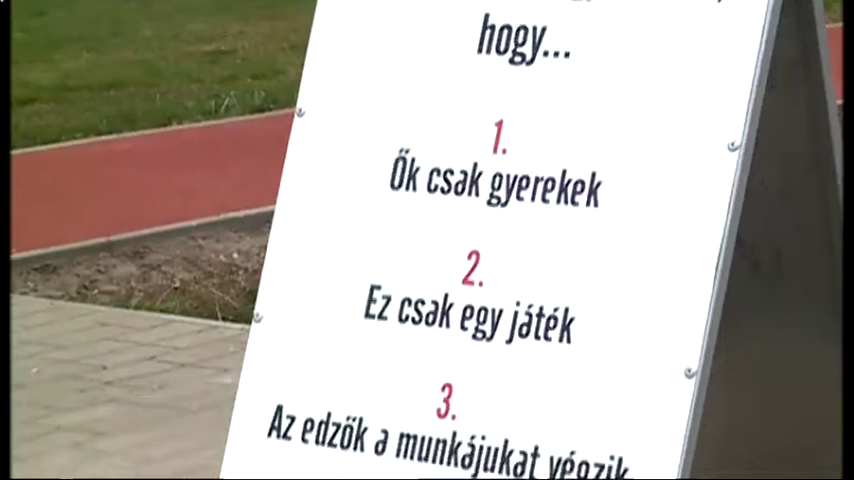 hogy...
1.
Ők csak gyerekek
2.
Ez csak egy játék
3.
Az edzők a munkájukat végzik